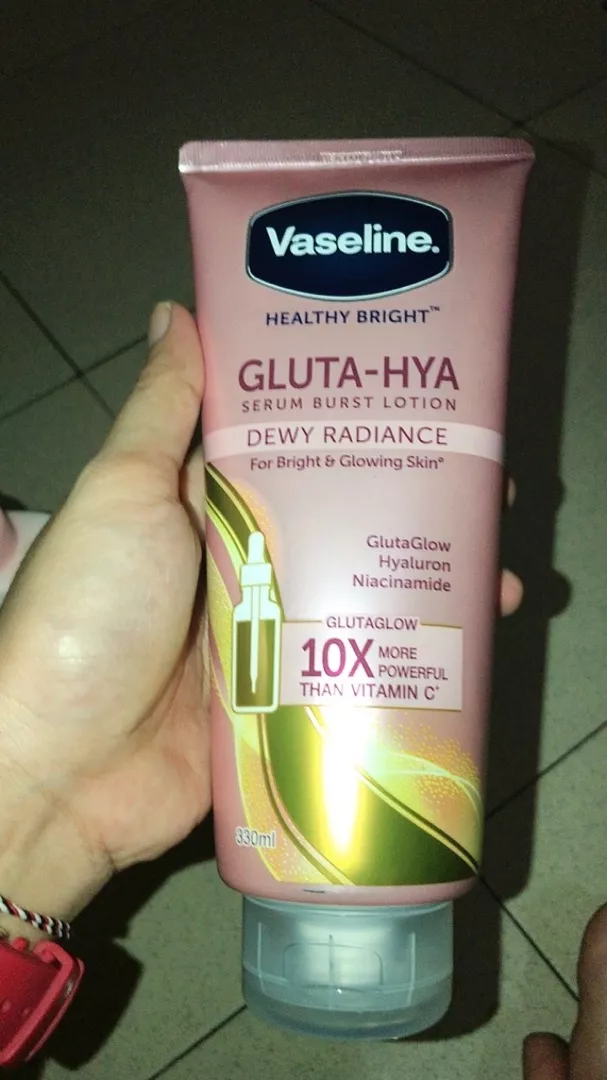 Vaseline.
HEALTHY BRIGHT™
GLUTA-HYA
SERUM BURST LOTION
DEWY RADIANCE
For Bright & Glowing Skin°
GlutaGlow
Hyaluron
Niacinamide
GLUTAGLOW
10X MORE
POWERFUL
THAN VITAMIN C*
330ml